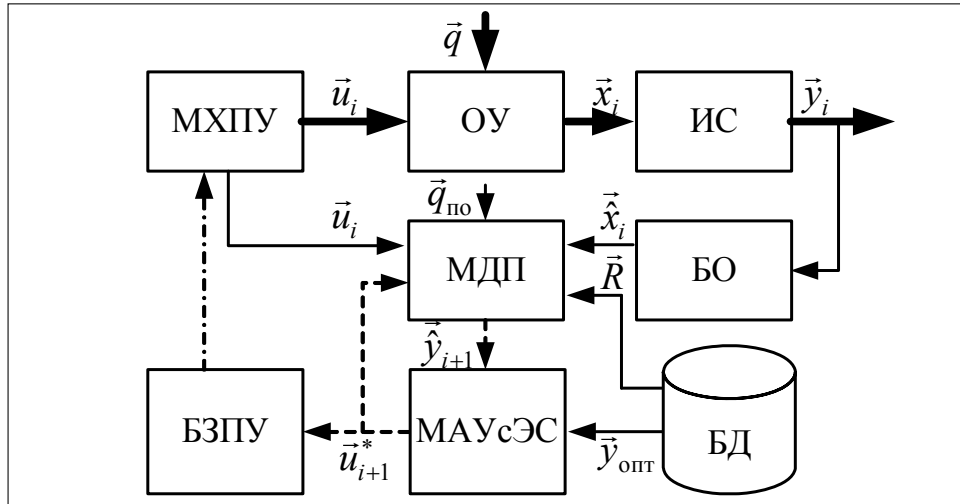 q⃗
u⃗ᵢ x⃗ᵢ y⃗ᵢ
МХПУ ОУ ИС
q⃗по
u⃗ᵢ x̂⃗ᵢ
МДП R⃗ БО
ŷ⃗ᵢ₊₁
БЗПУ МАУсЭС БД
u⃗*ᵢ₊₁ y⃗опт